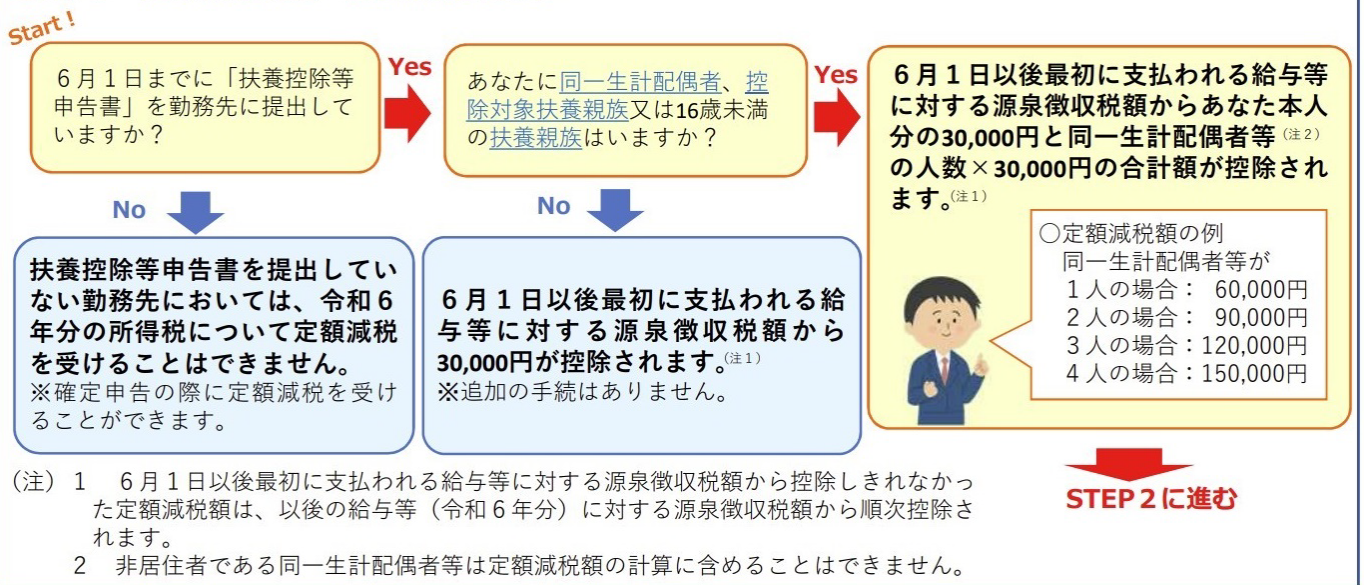 Start！
６月１日までに「扶養控除等
申告書」を勤務先に提出して
いますか？
Yes
あなたに同一生計配偶者、控
除対象扶養親族又は16歳未満
の扶養親族はいますか？
Yes
６月１日以後最初に支払われる給与等
に対する源泉徴収税額からあなた本人
分の30,000円と同一生計配偶者等（注２）
の人数×30,000円の合計額が控除され
ます。（注１）
○定額減税額の例
同一生計配偶者等が
１人の場合： 60,000円
２人の場合： 90,000円
３人の場合：120,000円
４人の場合：150,000円
No
No
扶養控除等申告書を提出してい
ない勤務先においては、令和６
年分の所得税について定額減税
を受けることはできません。
※確定申告の際に定額減税を受け
ることができます。
６月１日以後最初に支払われる給
与等に対する源泉徴収税額から
30,000円が控除されます。（注１）
※追加の手続はありません。
STEP２に進む
（注）１　６月１日以後最初に支払われる給与等に対する源泉徴収税額から控除しきれなかっ
た定額減税額は、以後の給与等（令和６年分）に対する源泉徴収税額から順次控除さ
れます。
２　非居住者である同一生計配偶者等は定額減税額の計算に含めることはできません。